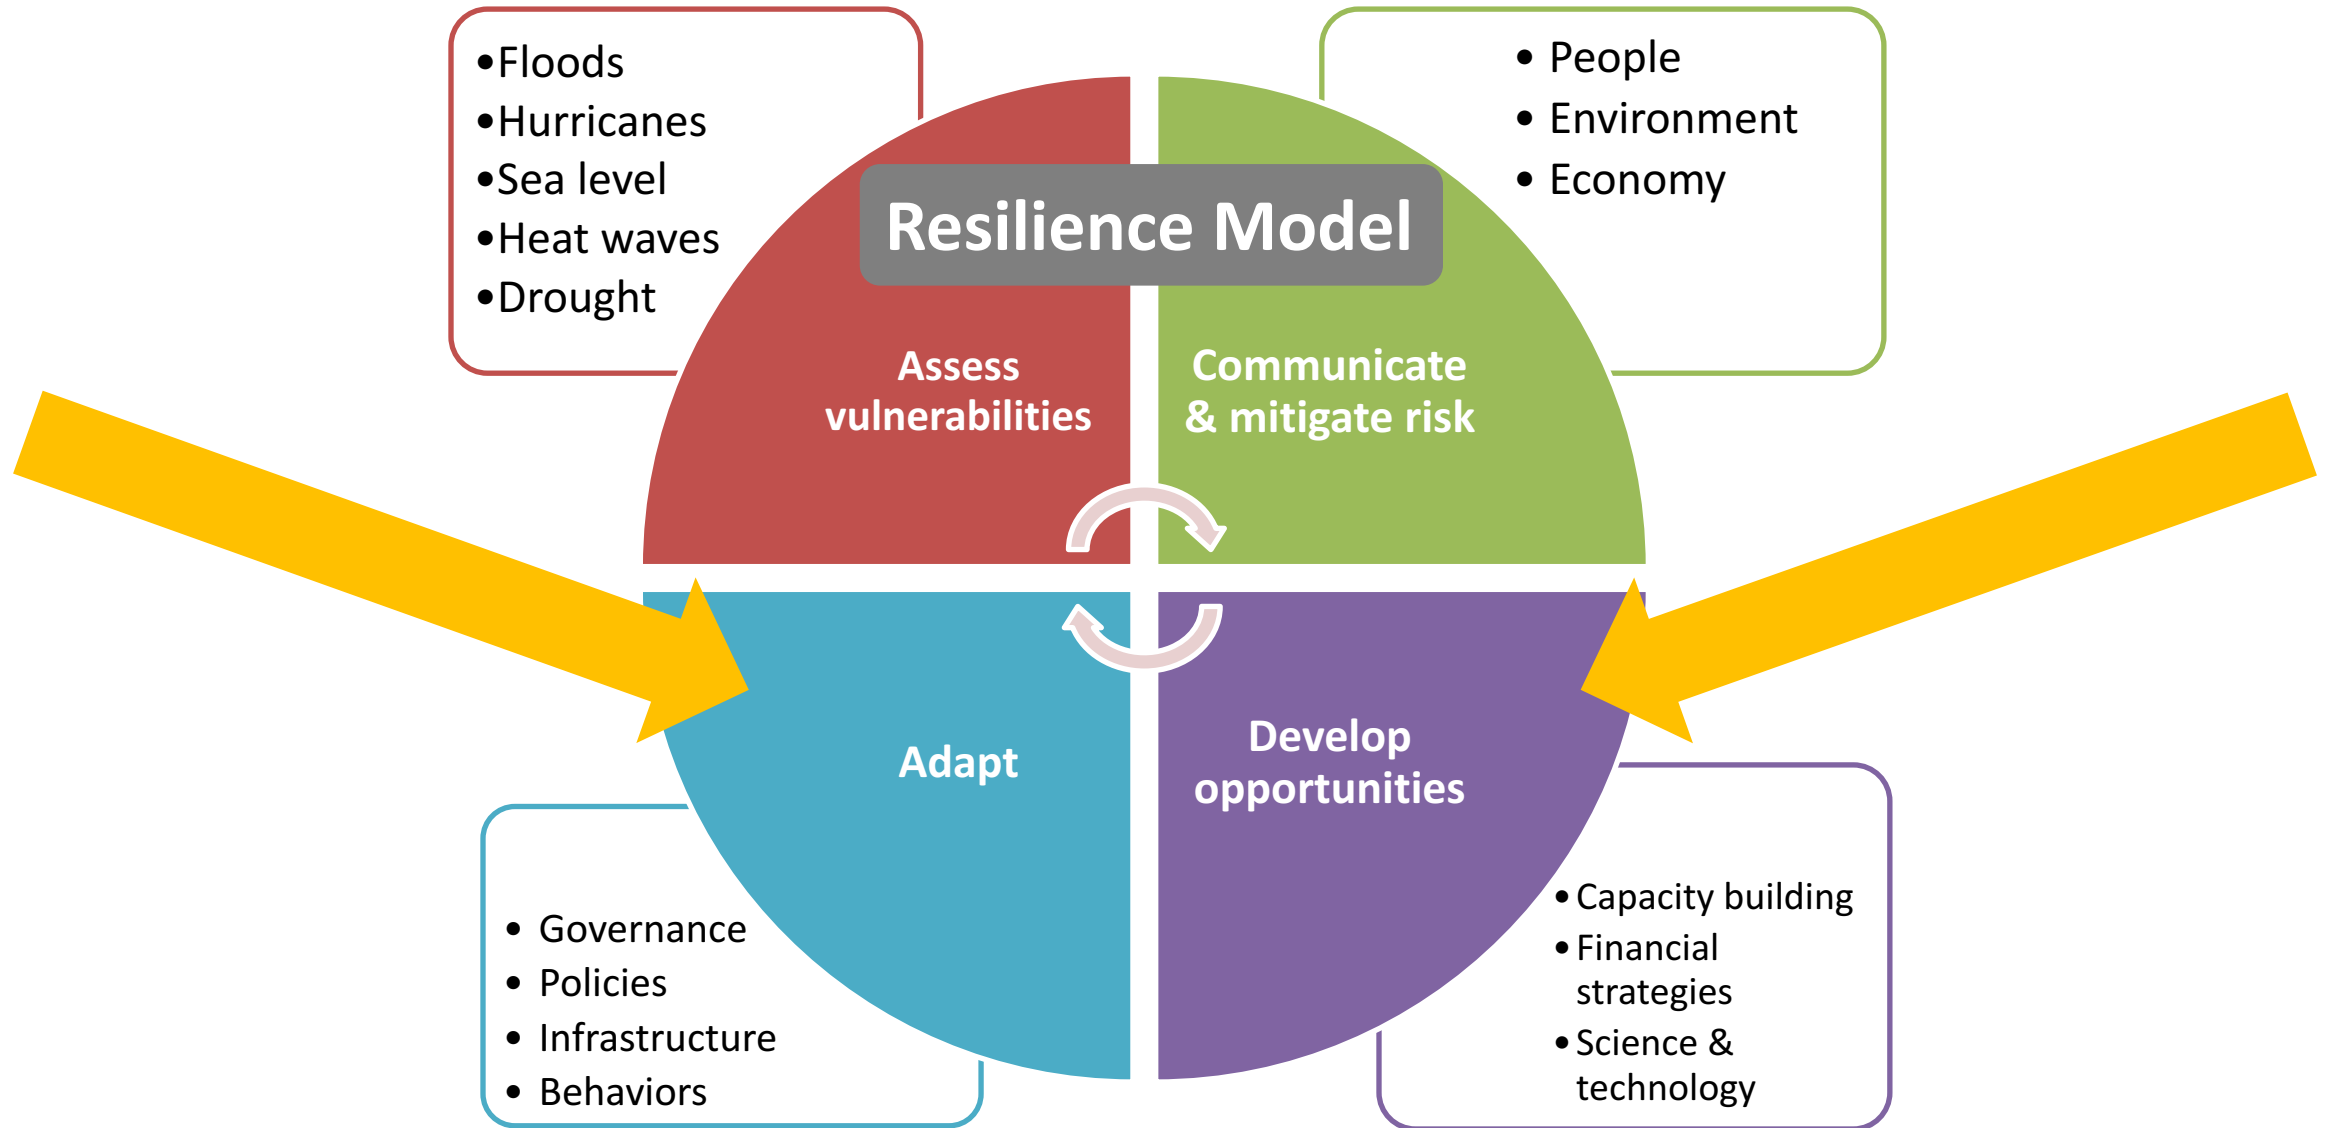 •Floods
•Hurricanes
•Sea level
•Heat waves
•Drought
• People
• Environment
• Economy
Resilience Model
Assess
vulnerabilities
Communicate
& mitigate risk
Adapt
Develop
opportunities
• Governance
• Policies
• Infrastructure
• Behaviors
• Capacity building
• Financial
strategies
• Science &
technology